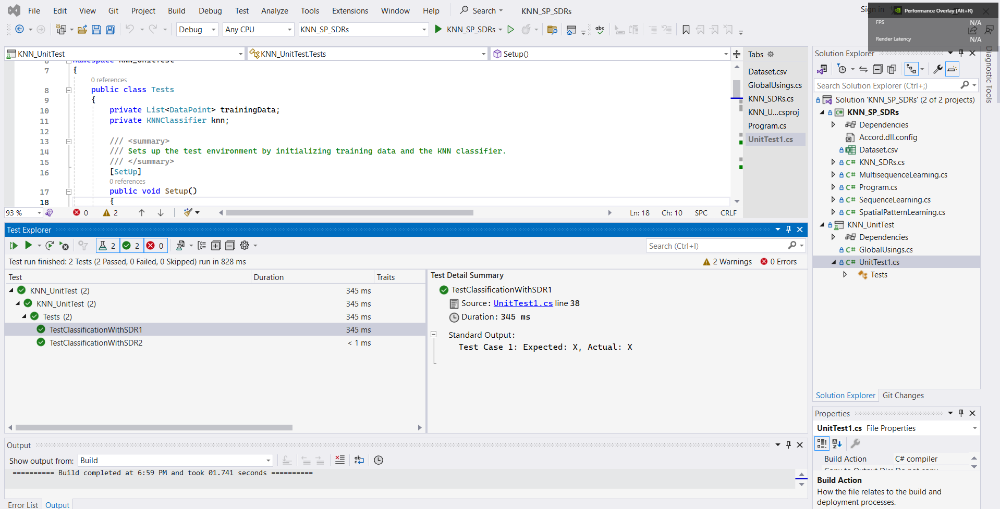 File Edit View Git Project Build Debug Test Analyze Tools Extensions Window Help Search KNN_SP_SDRs
Sign in
Performance Overlay (Alt+R)
FPS N/A
Render Latency N/A
Debug Any CPU KNN_SP_SDRs KNN_SP_SDRs
KNN_UnitTest KNN_UnitTest.Tests Setup()
6 namespace KNN_UnitTest
7 {
0 references
8 public class Tests
9 {
10 private List<DataPoint> trainingData;
11 private KNNClassifier knn;
12
13 /// <summary>
14 /// Sets up the test environment by initializing training data and the KNN classifier.
15 /// </summary>
16 [SetUp]
0 references
17 public void Setup()
18 {
93 % 0 2 Ln: 18 Ch: 10 SPC CRLF
Tabs
Dataset.csv
GlobalUsings.cs
KNN_SDRs.cs
KNN_U...csproj
Program.cs
UnitTest1.cs
Test Explorer
2 2 0 Search (Ctrl+I)
Test run finished: 2 Tests (2 Passed, 0 Failed, 0 Skipped) run in 828 ms 2 Warnings 0 Errors
Test Duration Traits
KNN_UnitTest (2) 345 ms
KNN_UnitTest (2) 345 ms
Tests (2) 345 ms
TestClassificationWithSDR1 345 ms
TestClassificationWithSDR2 < 1 ms
Test Detail Summary
TestClassificationWithSDR1
Source: UnitTest1.cs line 38
Duration: 345 ms
Standard Output:
Test Case 1: Expected: X, Actual: X
Output
Show output from: Build
========== Build completed at 6:59 PM and took 01.741 seconds ==========
Error List Output
Solution Explorer
Search Solution Explorer (Ctrl+;)
Solution 'KNN_SP_SDRs' (2 of 2 projects)
KNN_SP_SDRs
Dependencies
Accord.dll.config
Dataset.csv
C# KNN_SDRs.cs
C# MultisequenceLearning.cs
C# Program.cs
C# SequenceLearning.cs
C# SpatialPatternLearning.cs
KNN_UnitTest
Dependencies
C# GlobalUsings.cs
C# UnitTest1.cs
Tests
Solution Explorer Git Changes
Properties
UnitTest1.cs File Properties
Build Action C# compiler
Copy to Output Dir Do not copy
Build Action
How the file relates to the build and
deployment processes.
Diagnostic Tools